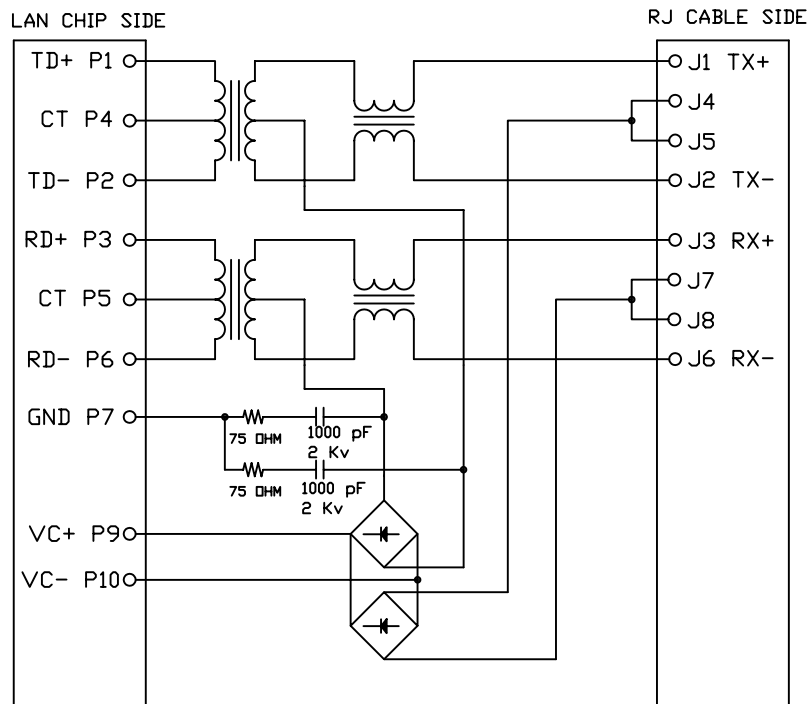 LAN CHIP SIDE
RJ CABLE SIDE
TD+ P1
J1 TX+
J4
CT P4
J5
TD- P2
J2 TX-
RD+ P3
J3 RX+
J7
CT P5
J8
RD- P6
J6 RX-
GND P7
75 OHM
1000 pF
2 Kv
75 OHM
1000 pF
2 Kv
VC+ P9
VC- P10